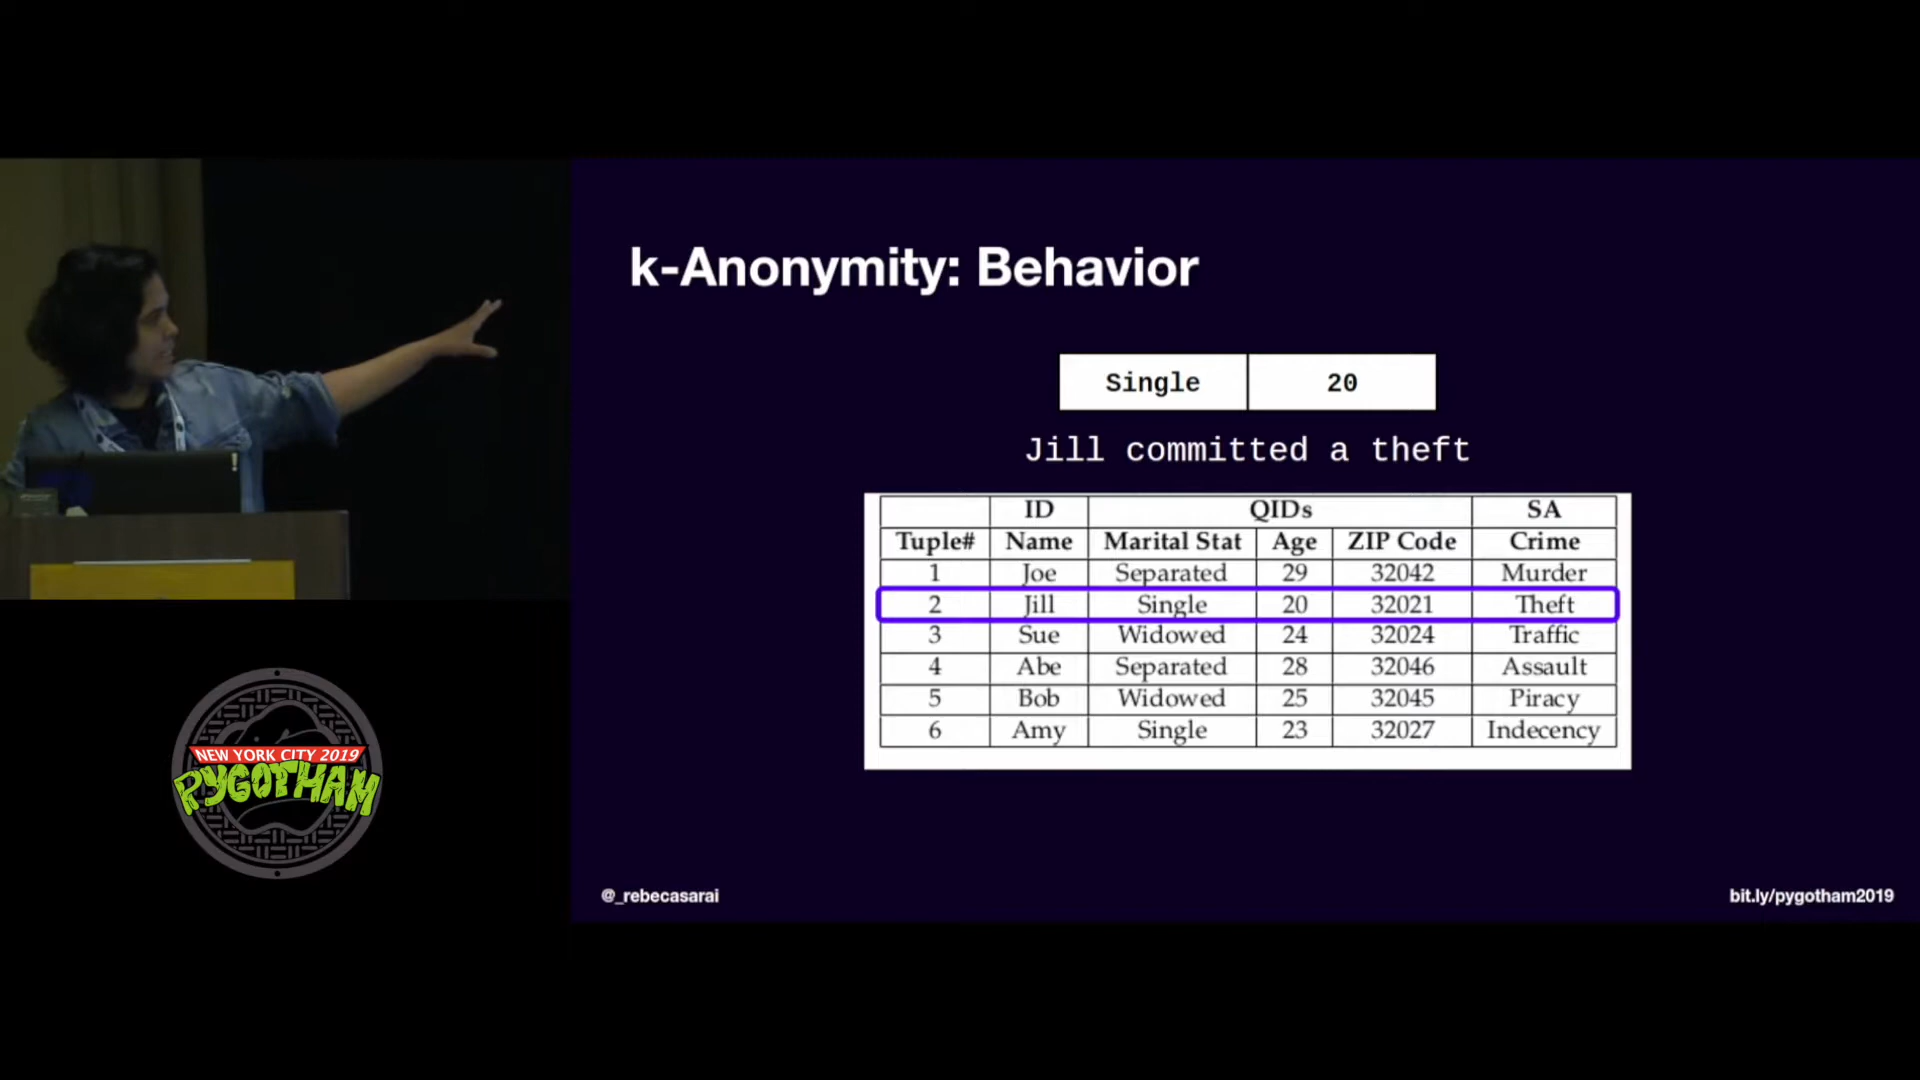 k-Anonymity: Behavior
Single 20
Jill committed a theft
ID QIDs SA
Tuple# Name Marital Stat Age ZIP Code Crime
1 Joe Separated 29 32042 Murder
2 Jill Single 20 32021 Theft
3 Sue Widowed 24 32024 Traffic
4 Abe Separated 28 32046 Assault
5 Bob Widowed 25 32045 Piracy
6 Amy Single 23 32027 Indecency
NEW YORK CITY 2019
PYGOTHAM
@_rebecasarai bit.ly/pygotham2019